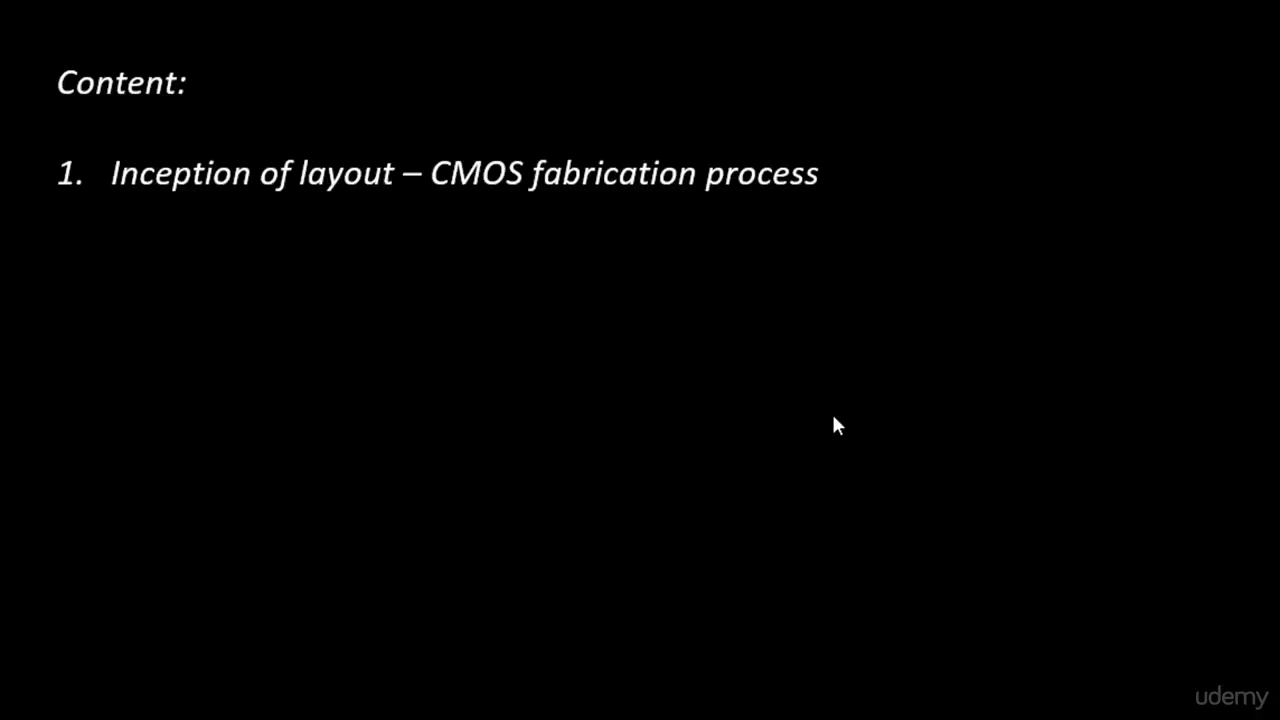 Content:
1. Inception of layout – CMOS fabrication process
udemy